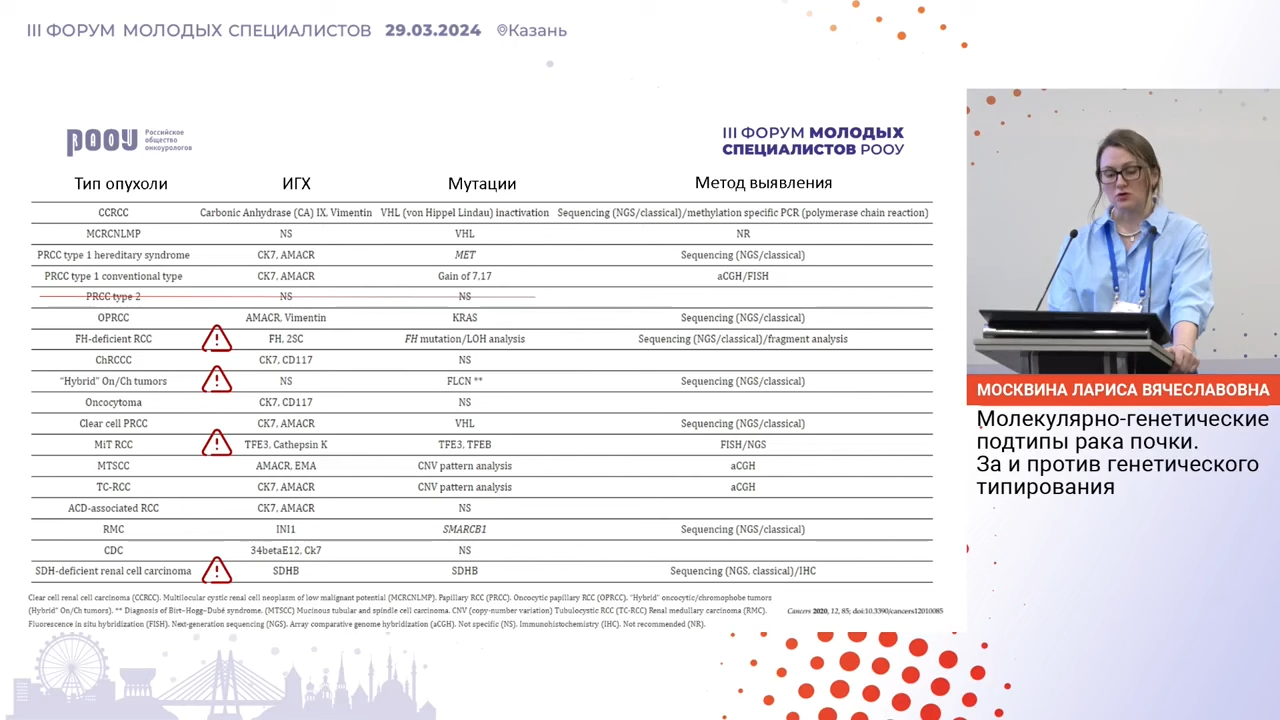 III ФОРУМ МОЛОДЫХ СПЕЦИАЛИСТОВ 29.03.2024 Казань
РООУ
Российское
общество
онкоурологов
III ФОРУМ МОЛОДЫХ
СПЕЦИАЛИСТОВ РООУ
Тип опухоли ИГХ Мутации Метод выявления
CCRCC Carbonic Anhydrase (CA) IX, Vimentin VHL (von Hippel Lindau) inactivation Sequencing (NGS/classical)/methylation specific PCR (polymerase chain reaction)
MCRCNLMP NS VHL NR
PRCC type 1 hereditary syndrome CK7, AMACR MET Sequencing (NGS/classical)
PRCC type 1 conventional type CK7, AMACR Gain of 7,17 aCGH/FISH
PRCC type 2 NS NS
OPRCC AMACR, Vimentin KRAS Sequencing (NGS/classical)
FH-deficient RCC FH, 2SC FH mutation/LOH analysis Sequencing (NGS/classical)/fragment analysis
ChRCCC CK7, CD117 NS
"Hybrid" On/Ch tumors NS FLCN ** Sequencing (NGS/classical)
Oncocytoma CK7, CD117 NS
Clear cell PRCC CK7, AMACR VHL Sequencing (NGS/classical)
MiT RCC TFE3, Cathepsin K TFE3, TFEB FISH/NGS
MTSCC AMACR, EMA CNV pattern analysis aCGH
TC-RCC CK7, AMACR CNV pattern analysis aCGH
ACD-associated RCC CK7, AMACR NS
RMC INI1 SMARCB1 Sequencing (NGS/classical)
CDC 34betaE12, Ck7 NS
SDH-deficient renal cell carcinoma SDHB SDHB Sequencing (NGS, classical)/IHC
Clear cell renal cell carcinoma (CCRCC). Multilocular cystic renal cell neoplasm of low malignant potential (MCRCNLMP). Papillary RCC (PRCC). Oncocytic papillary RCC (OPRCC). "Hybrid" oncocytic/chromophobe tumors
(Hybrid" On/Ch tumors). ** Diagnosis of Birt–Hogg–Dubé syndrome. (MTSCC) Mucinous tubular and spindle cell carcinoma. CNV (copy-number variation) Tubulocystic RCC (TC-RCC) Renal medullary carcinoma (RMC).
Fluorescence in situ hybridization (FISH). Next-generation sequencing (NGS). Array comparative genome hybridization (aCGH). Not specific (NS). Immunohistochemistry (IHC). Not recommended (NR).
Cancers 2020, 12, 85; doi:10.3390/cancers12010085
МОСКВИНА ЛАРИСА ВЯЧЕСЛАВОВНА
Молекулярно-генетические
подтипы рака почки.
За и против генетического
типирования